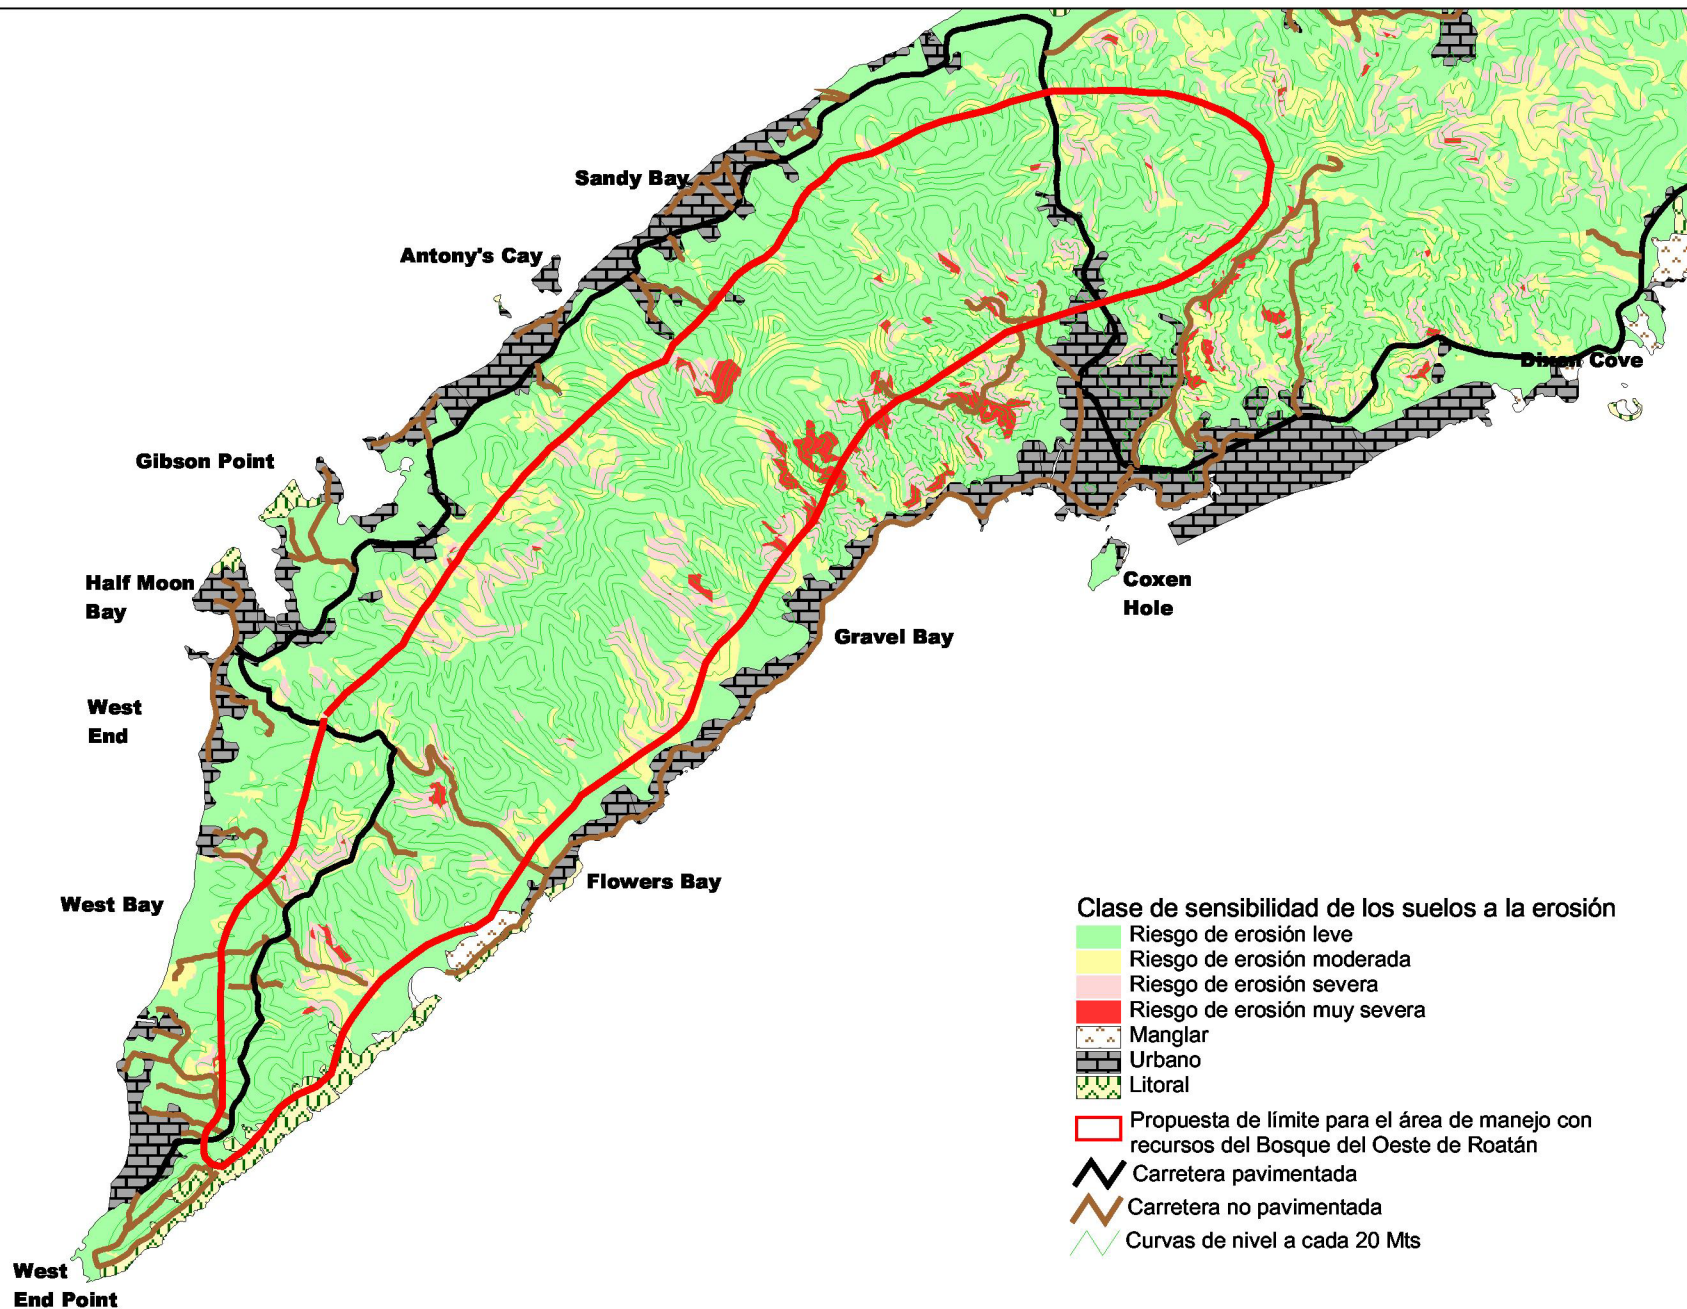 Sandy Bay
Antony's Cay
Gibson Point
Half Moon
Bay
West
End
West Bay
West
End Point
Flowers Bay
Gravel Bay
Coxen
Hole
Dixon Cove
Clase de sensibilidad de los suelos a la erosión
Riesgo de erosión leve
Riesgo de erosión moderada
Riesgo de erosión severa
Riesgo de erosión muy severa
Manglar
Urbano
Litoral
Propuesta de límite para el área de manejo con
recursos del Bosque del Oeste de Roatán
Carretera pavimentada
Carretera no pavimentada
Curvas de nivel a cada 20 Mts